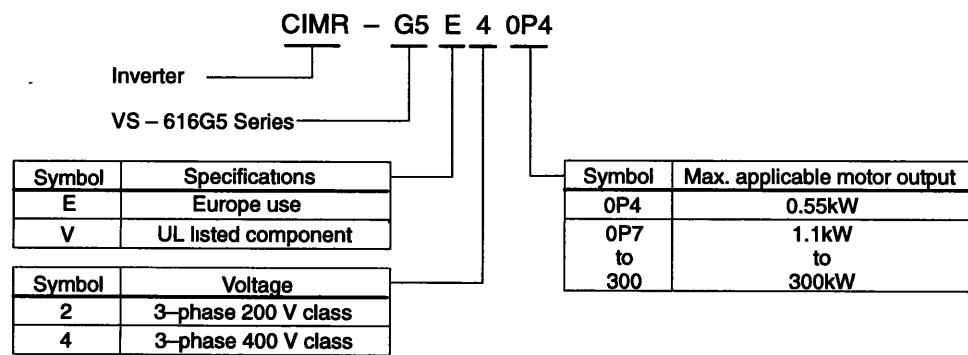 CIMR – G5 E 4 0P4
Inverter
VS – 616G5 Series
Symbol Specifications
E Europe use
V UL listed component
Symbol Voltage
2 3–phase 200 V class
4 3–phase 400 V class
Symbol Max. applicable motor output
0P4 0.55kW
0P7 1.1kW
to to
300 300kW